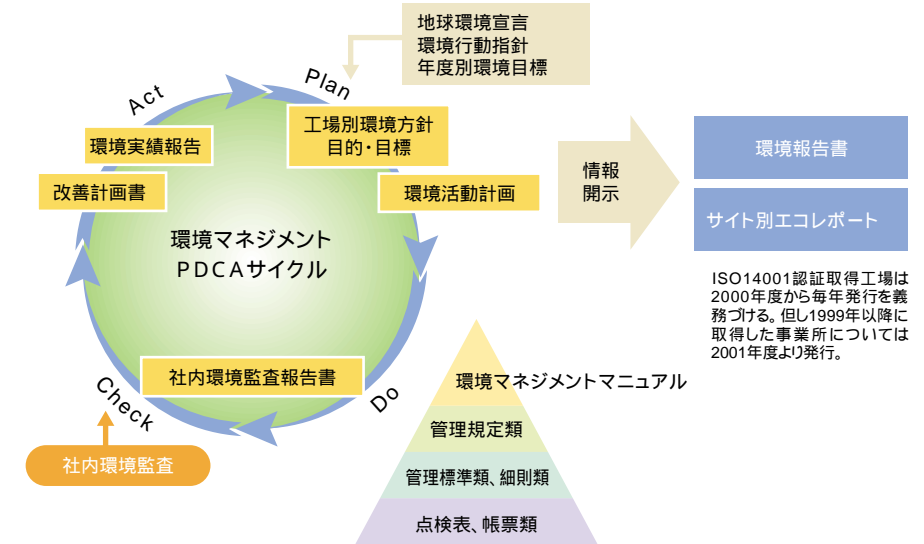 地球環境宣言
環境行動指針
年度別環境目標
Plan
Act
工場別環境方針
目的・目標
環境実績報告
改善計画書
環境活動計画
環境マネジメント
PDCAサイクル
社内環境監査報告書
Check
Do
社内環境監査
情報
開示
環境報告書
サイト別エコレポート
ISO14001認証取得工場は
2000年度から毎年発行を義
務づける。但し1999年以降に
取得した事業所については
2001年度より発行。
環境マネジメントマニュアル
管理規定類
管理標準類、細則類
点検表、帳票類